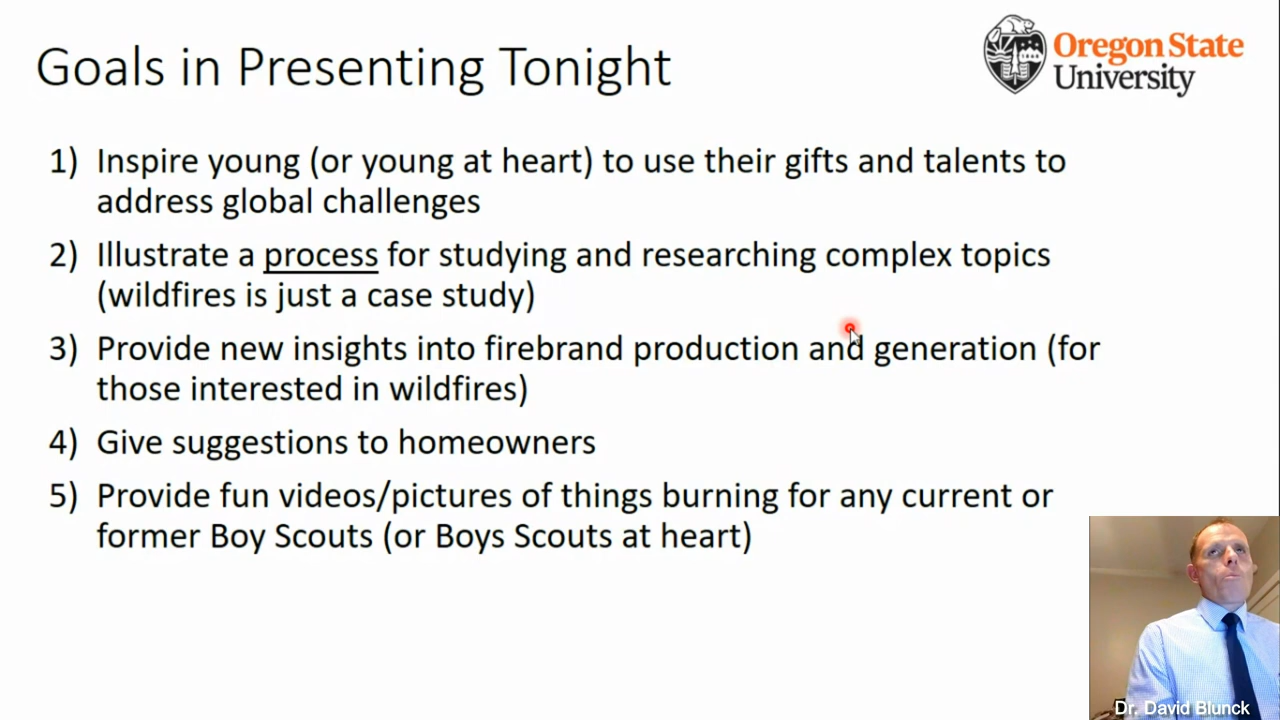 Goals in Presenting Tonight
Oregon State
University
1) Inspire young (or young at heart) to use their gifts and talents to
address global challenges
2) Illustrate a process for studying and researching complex topics
(wildfires is just a case study)
3) Provide new insights into firebrand production and generation (for
those interested in wildfires)
4) Give suggestions to homeowners
5) Provide fun videos/pictures of things burning for any current or
former Boy Scouts (or Boys Scouts at heart)
Dr. David Blunck